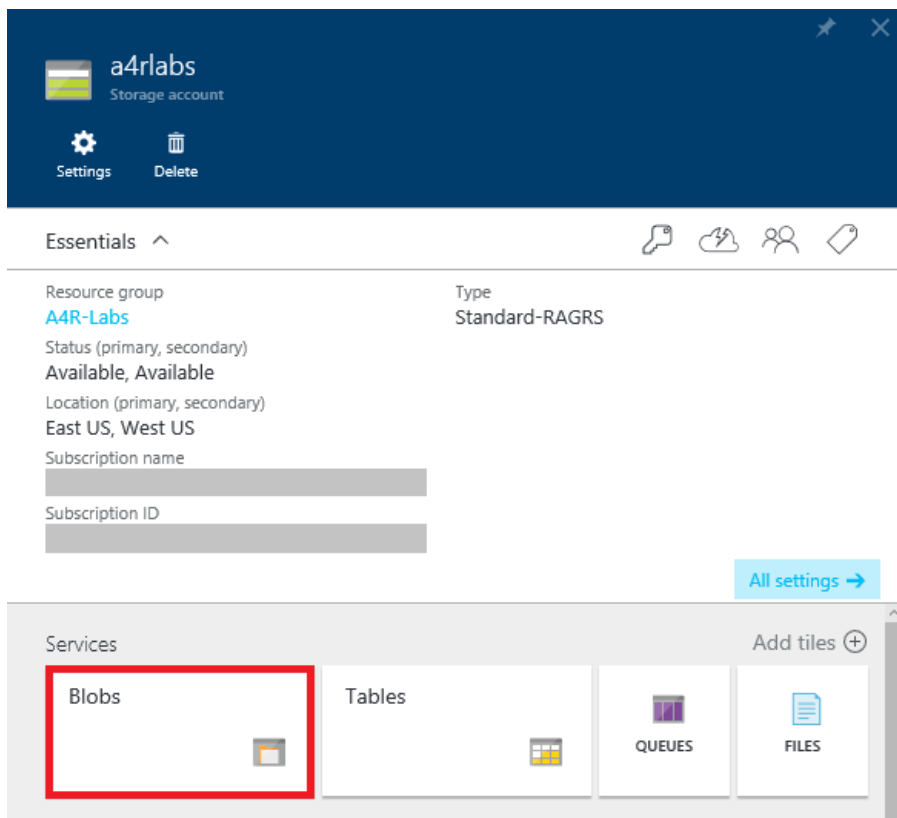 a4rlabs
Storage account
Settings
Delete
Essentials
Resource group
A4R-Labs
Type
Standard-RAGRS
Status (primary, secondary)
Available, Available
Location (primary, secondary)
East US, West US
Subscription name
Subscription ID
All settings →
Services
Add tiles
Blobs
Tables
QUEUES
FILES